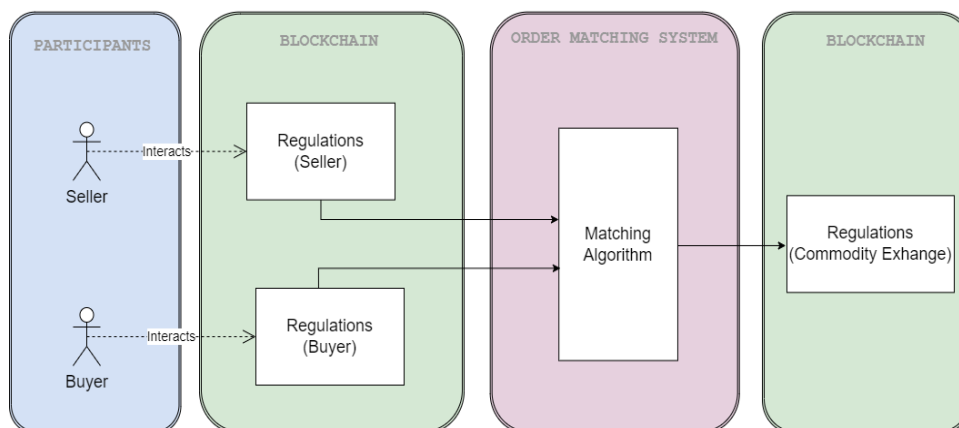 PARTICIPANTS
BLOCKCHAIN
ORDER MATCHING SYSTEM
BLOCKCHAIN
Interacts
Seller
Regulations
(Seller)
Matching
Algorithm
Regulations
(Commodity Exhange)
Interacts
Buyer
Regulations
(Buyer)